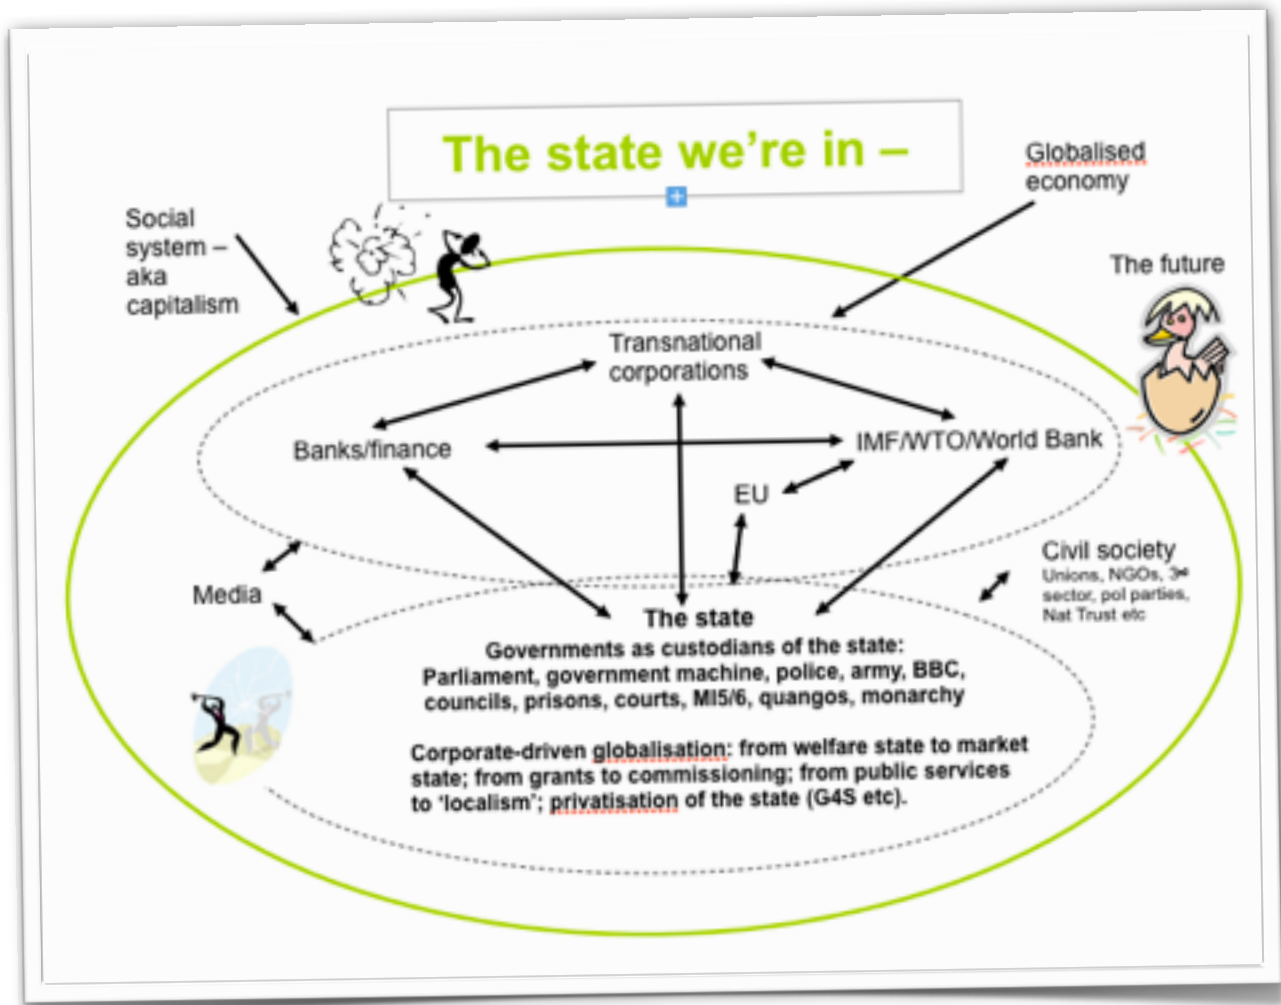 The state we're in –
Globalised
economy
Social
system –
aka
capitalism
The future
Transnational
corporations
Banks/finance
IMF/WTO/World Bank
EU
Civil society
Unions, NGOs, 3rd
sector, pol parties,
Nat Trust etc
Media
The state
Governments as custodians of the state:
Parliament, government machine, police, army, BBC,
councils, prisons, courts, MI5/6, quangos, monarchy
Corporate-driven globalisation: from welfare state to market
state; from grants to commissioning; from public services
to 'localism'; privatisation of the state (G4S etc).